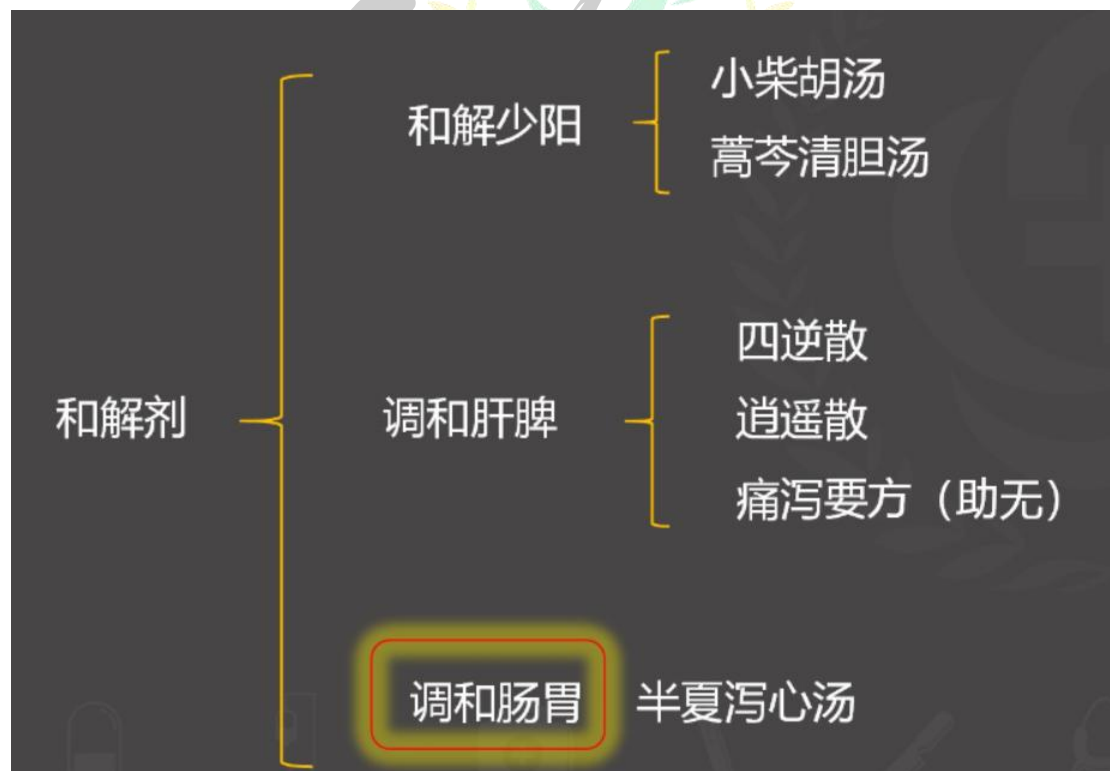 和解剂
和解少阳
小柴胡汤
蒿芩清胆汤
调和肝脾
四逆散
逍遥散
痛泻要方（助无）
调和肠胃
半夏泻心汤